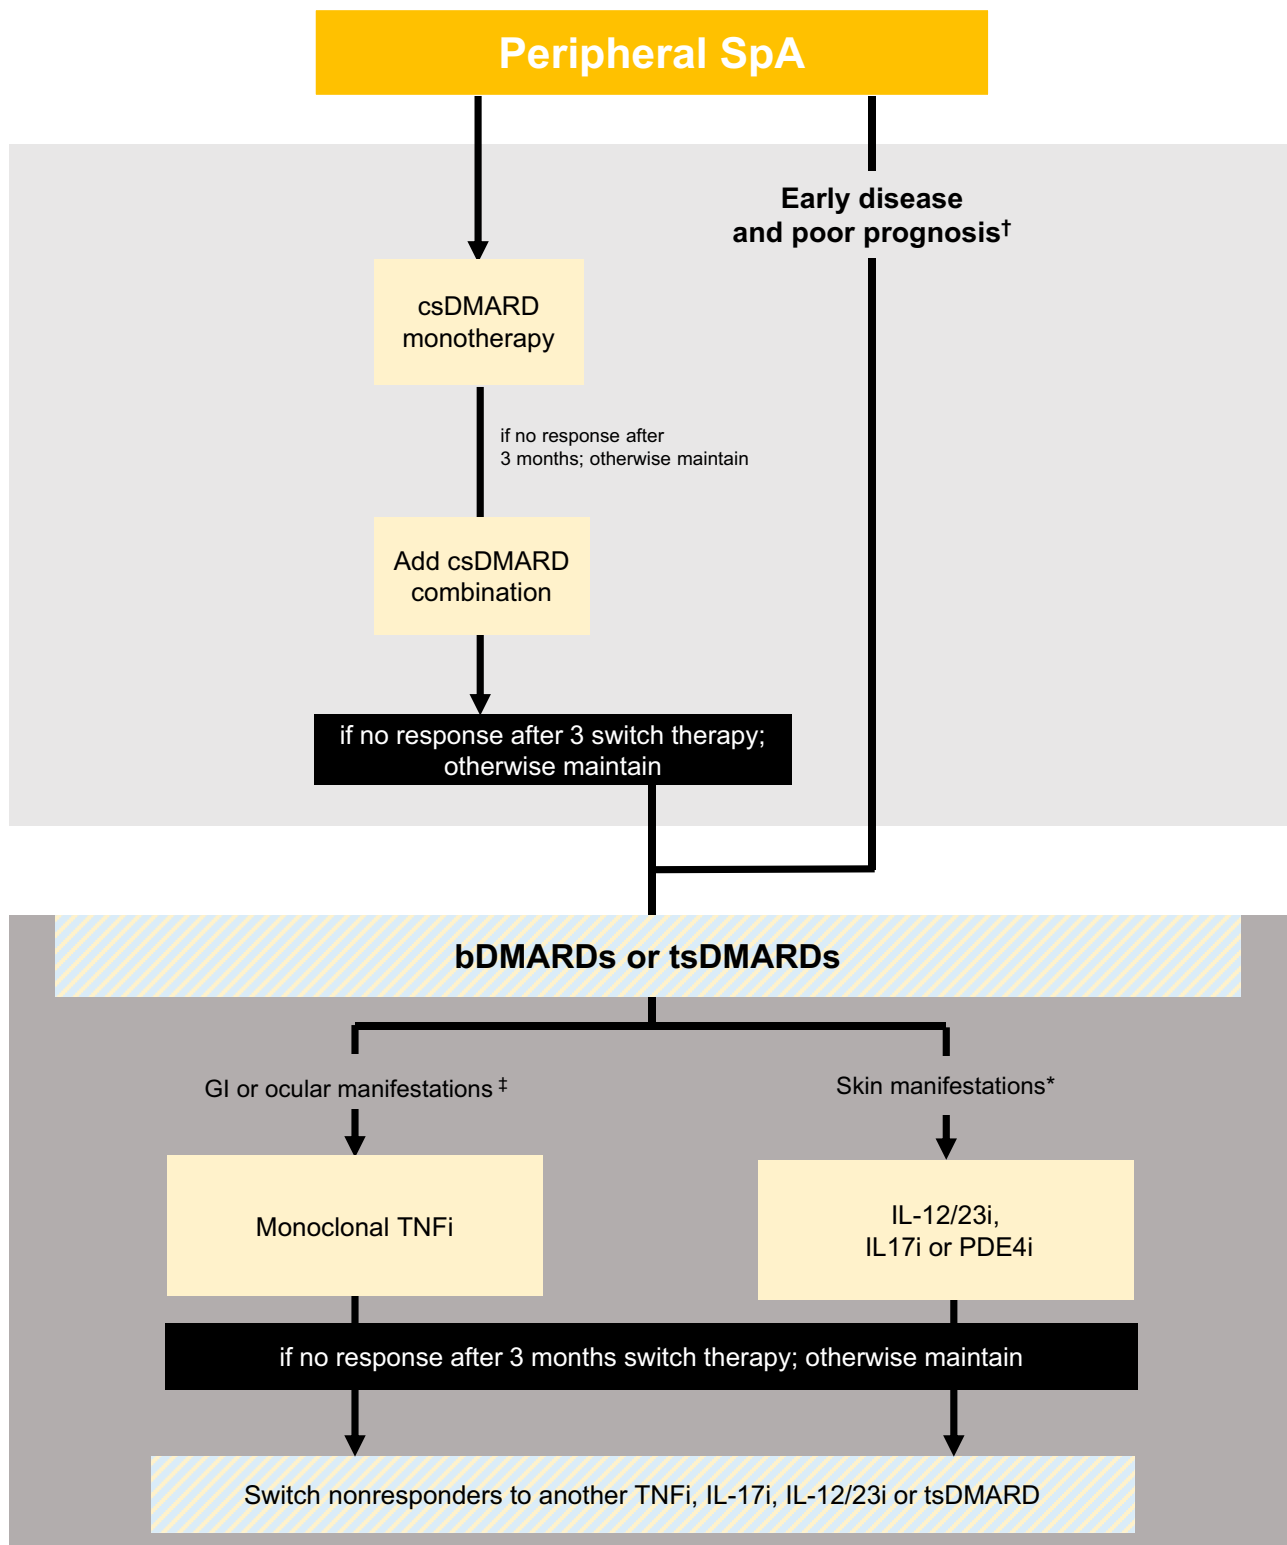 Peripheral SpA
Early disease
and poor prognosis†
csDMARD
monotherapy
if no response after
3 months; otherwise maintain
Add csDMARD
combination
if no response after 3 switch therapy;
otherwise maintain
bDMARDs or tsDMARDs
GI or ocular manifestations ‡
Skin manifestations*
Monoclonal TNFi
IL-12/23i,
IL17i or PDE4i
if no response after 3 months switch therapy; otherwise maintain
Switch nonresponders to another TNFi, IL-17i, IL-12/23i or tsDMARD